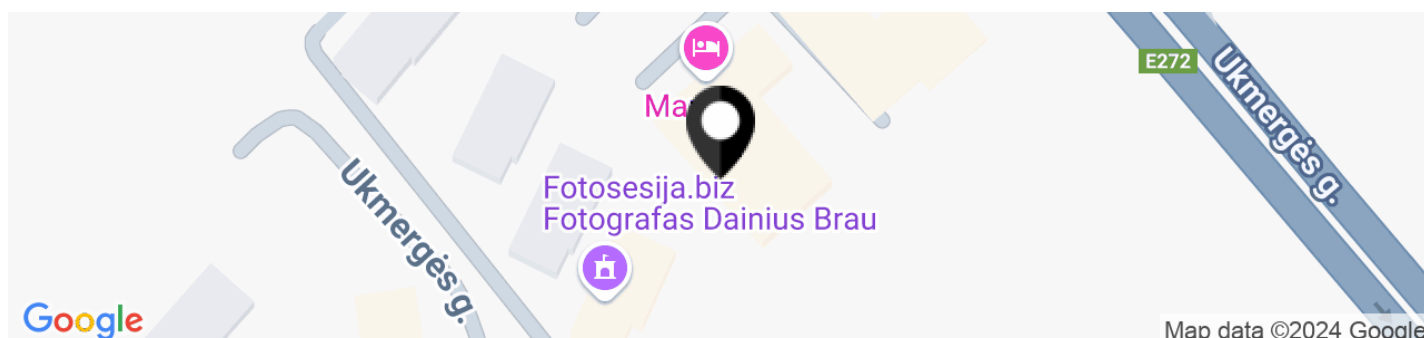 E272
Ukmergės g.
Fotosesija.biz
Fotografas Dainius Brau
Ukmergės g.
Google
Map data ©2024 Google